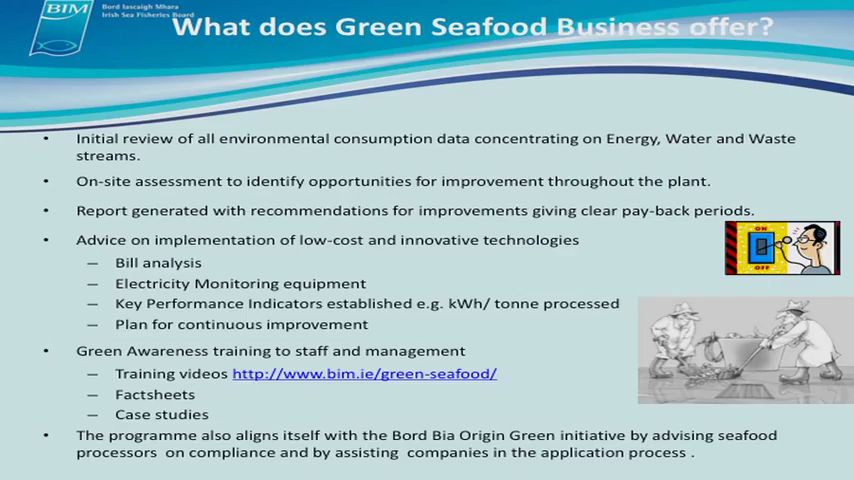 BIM
Bord Iascaigh Mhara
Irish Sea Fisheries Board
What does Green Seafood Business offer?
• Initial review of all environmental consumption data concentrating on Energy, Water and Waste
streams.
• On-site assessment to identify opportunities for improvement throughout the plant.
• Report generated with recommendations for improvements giving clear pay-back periods.
• Advice on implementation of low-cost and innovative technologies
– Bill analysis
– Electricity Monitoring equipment
– Key Performance Indicators established e.g. kWh/ tonne processed
– Plan for continuous improvement
ON
OFF
• Green Awareness training to staff and management
– Training videos http://www.bim.ie/green-seafood/
– Factsheets
– Case studies
• The programme also aligns itself with the Bord Bia Origin Green initiative by advising seafood
processors on compliance and by assisting companies in the application process .